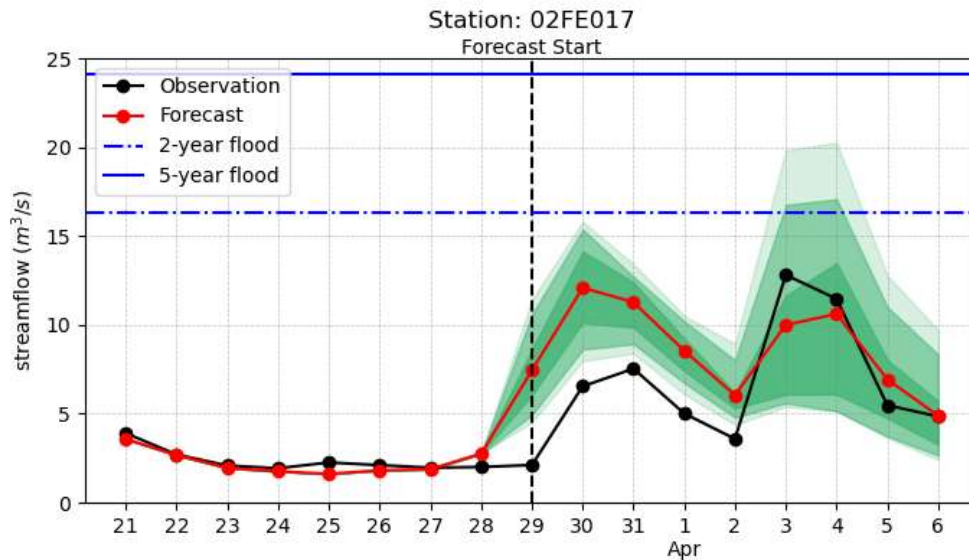 Station: 02FE017
Forecast Start
25
20
15
10
5
0
streamflow (m³/s)
Observation
Forecast
2-year flood
5-year flood
21 22 23 24 25 26 27 28 29 30 31 1 2 3 4 5 6
Apr